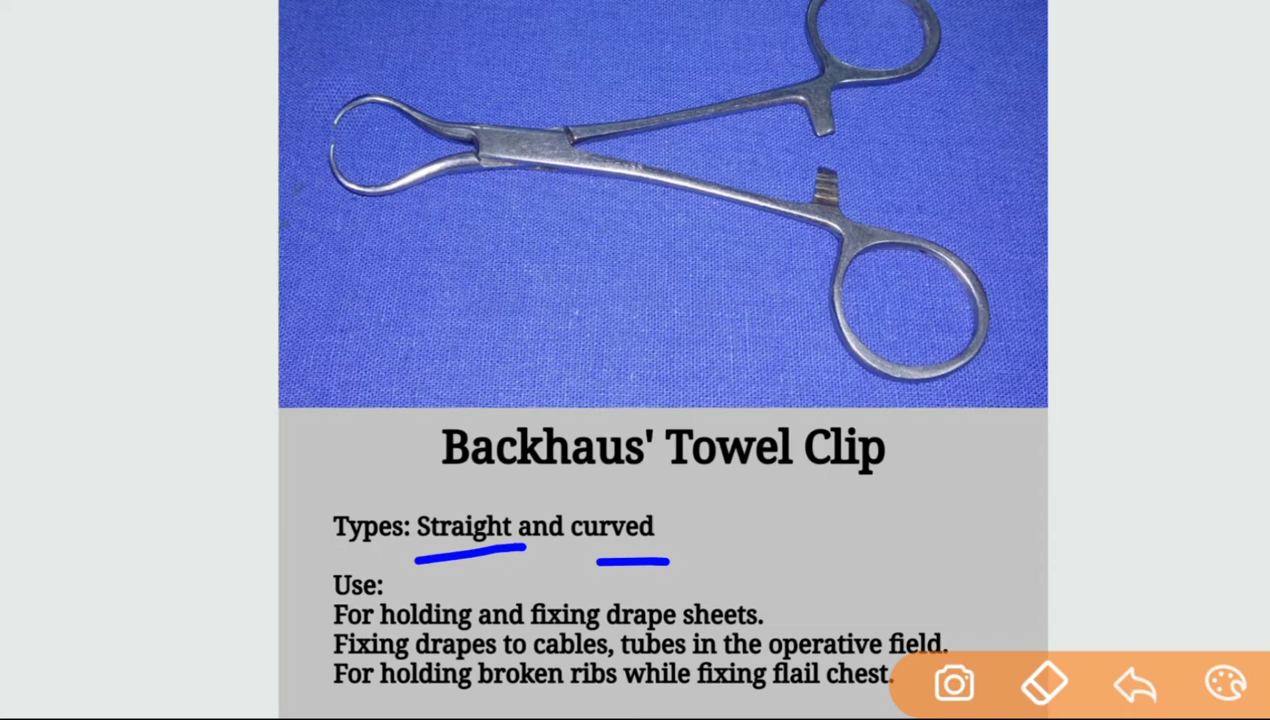 Backhaus' Towel Clip
Types: Straight and curved
Use:
For holding and fixing drape sheets.
Fixing drapes to cables, tubes in the operative field.
For holding broken ribs while fixing flail chest.